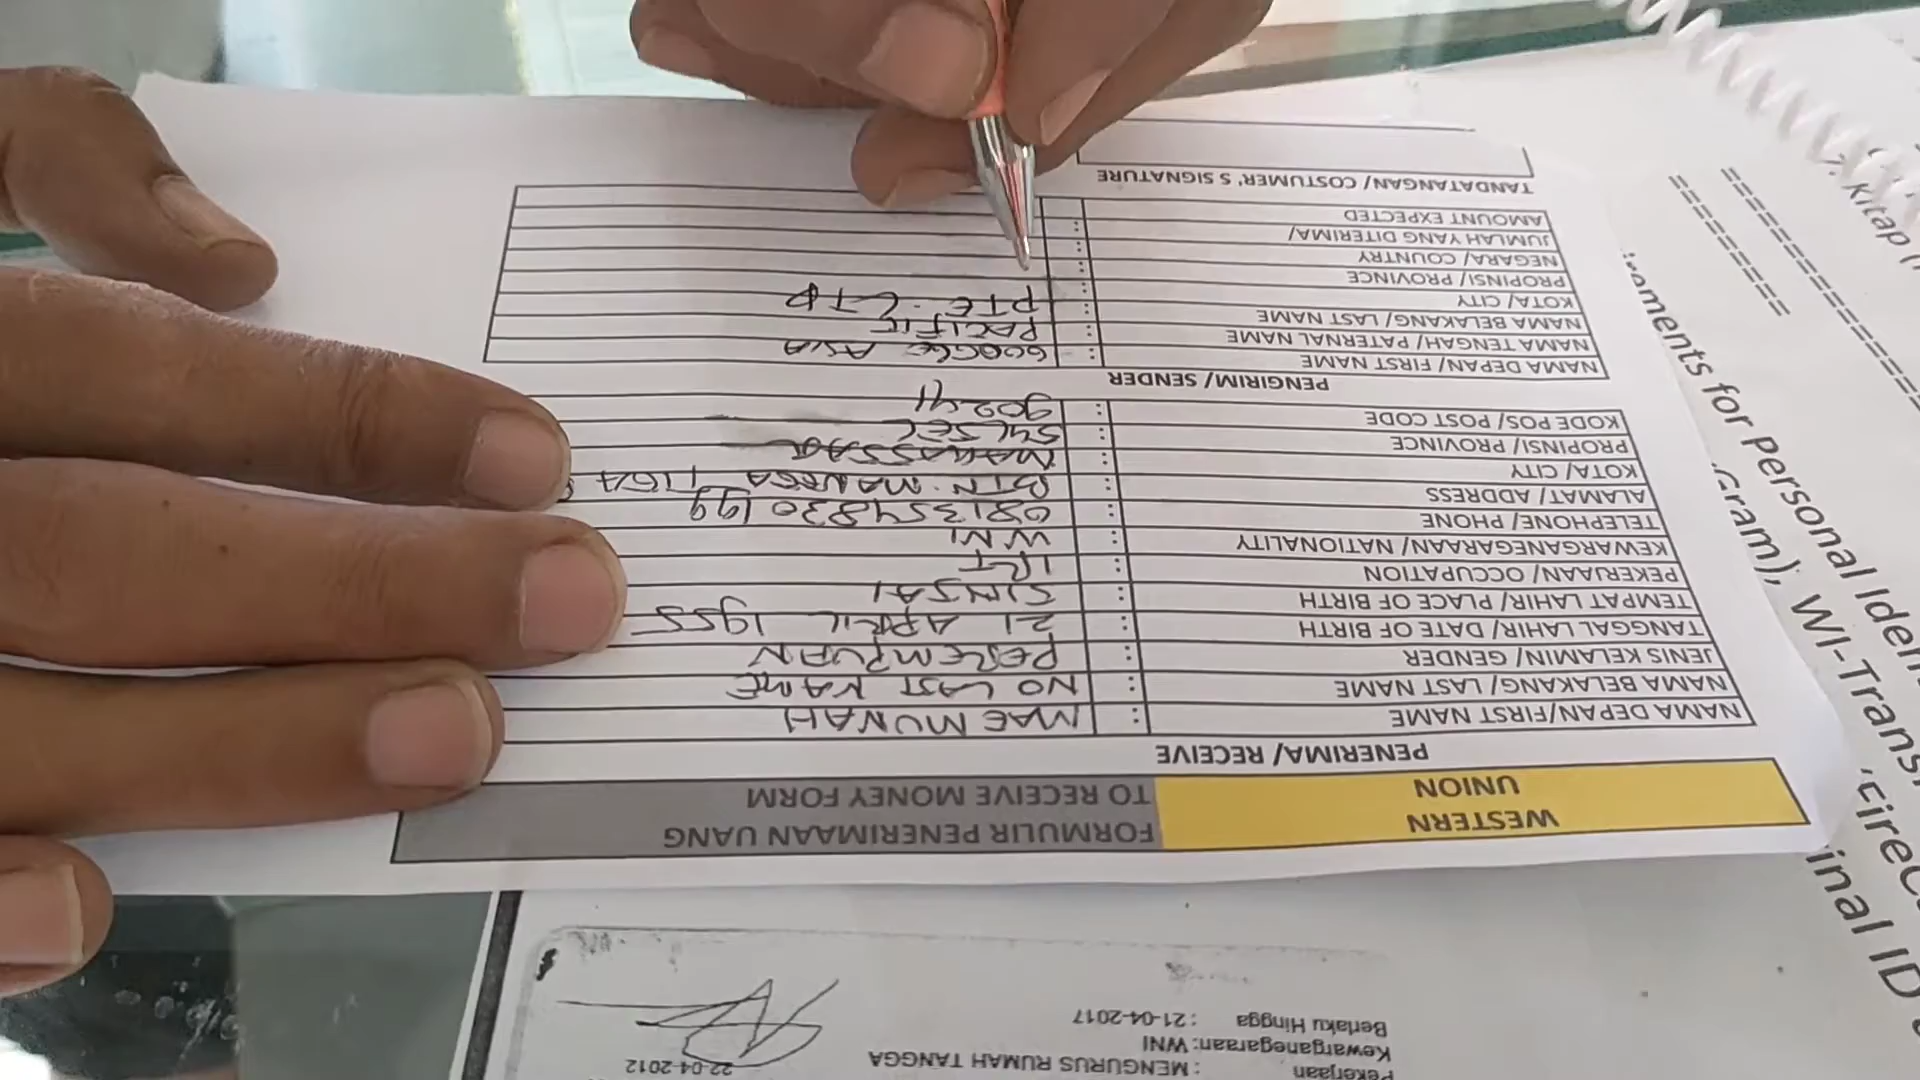 WESTERN UNION
FORMULIR PENERIMAAN UANG
TO RECEIVE MONEY FORM
PENERIMA/ RECEIVE
NAMA DEPAN/FIRST NAME : MAEMUNAH
NAMA BELAKANG/ LAST NAME : NO LAST NAME
JENIS KELAMIN/ GENDER : PEREMPUAN
TANGGAL LAHIR/ DATE OF BIRTH : 21 APRIL 1955
TEMPAT LAHIR/ PLACE OF BIRTH : SINJAI
PEKERJAAN/ OCCUPATION : IRT
KEWARGANEGARAAN/ NATIONALITY : WNI
TELEPHONE/ PHONE : 081354830199
ALAMAT/ ADDRESS : BTN. MANGGA TIGA
KOTA/ CITY : MAKASSAR
PROPINSI/ PROVINCE : SULSEL
KODE POS/ POST CODE : 90241
PENGIRIM/ SENDER
NAMA DEPAN/ FIRST NAME : GOOGLE ASIA
NAMA TENGAH/ PATERNAL NAME : PACIFIC
NAMA BELAKANG/ LAST NAME : PTE. LTD
KOTA/ CITY :
PROPINSI/ PROVINCE :
NEGARA/ COUNTRY :
JUMLAH YANG DITERIMA/ :
AMOUNT EXPECTED :
TANDATANGAN/ COSTUMER'S SIGNATURE
22-04-2012
Pekerjaan : MENGURUS RUMAH TANGGA
Kewarganegaraan: WNI
Berlaku Hingga : 21-04-2017
7. Kitap (
ements for Personal Iden
Gram), WI-Trans
inal ID